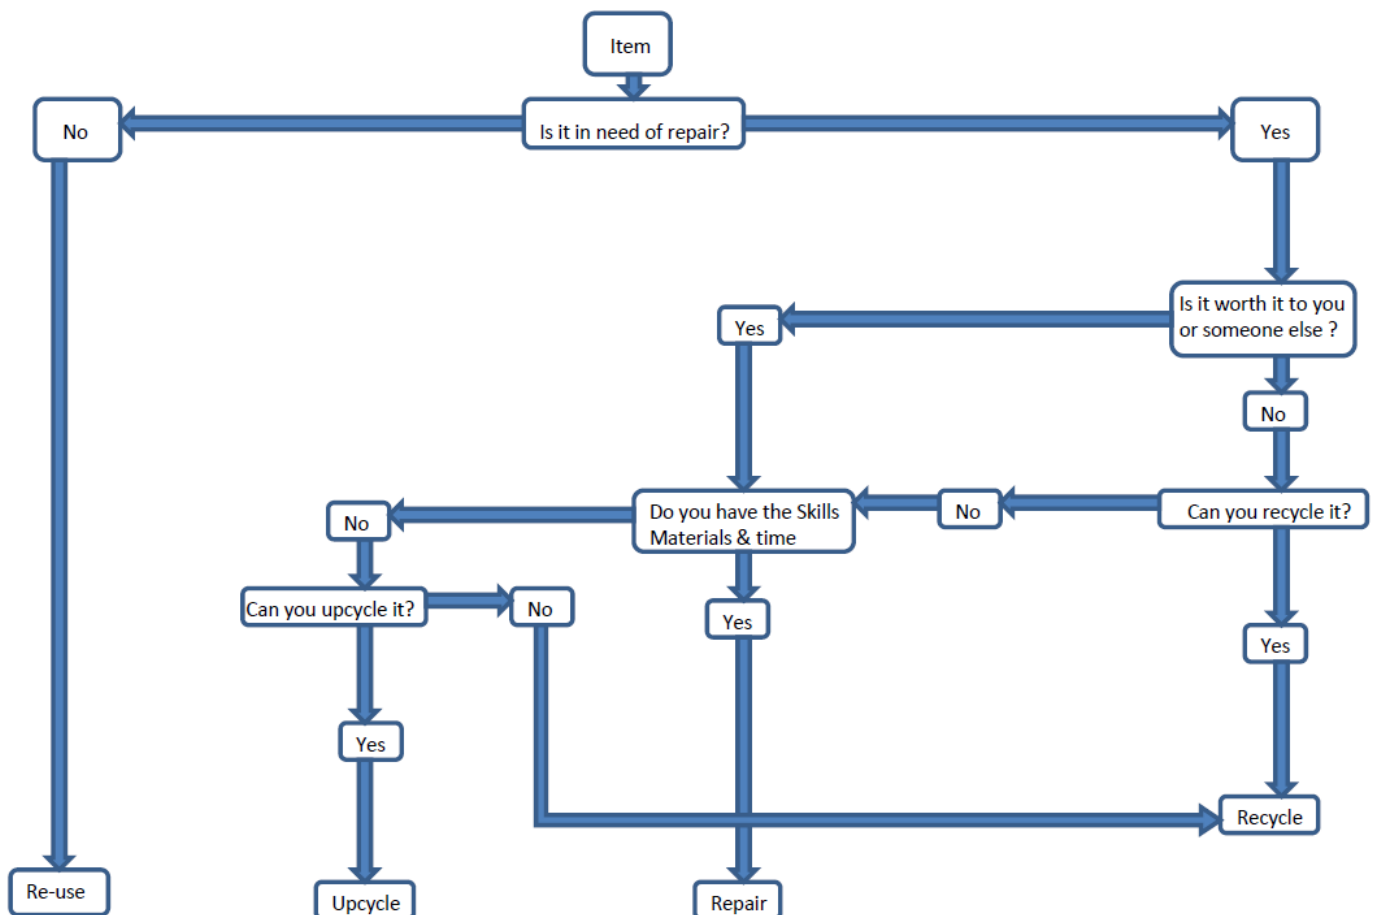 Item
No
Is it in need of repair?
Yes
Is it worth it to you
or someone else ?
Yes
No
No
Do you have the Skills
Materials & time
No
Can you recycle it?
Can you upcycle it?
No
Yes
Yes
Yes
Recycle
Re-use
Upcycle
Repair